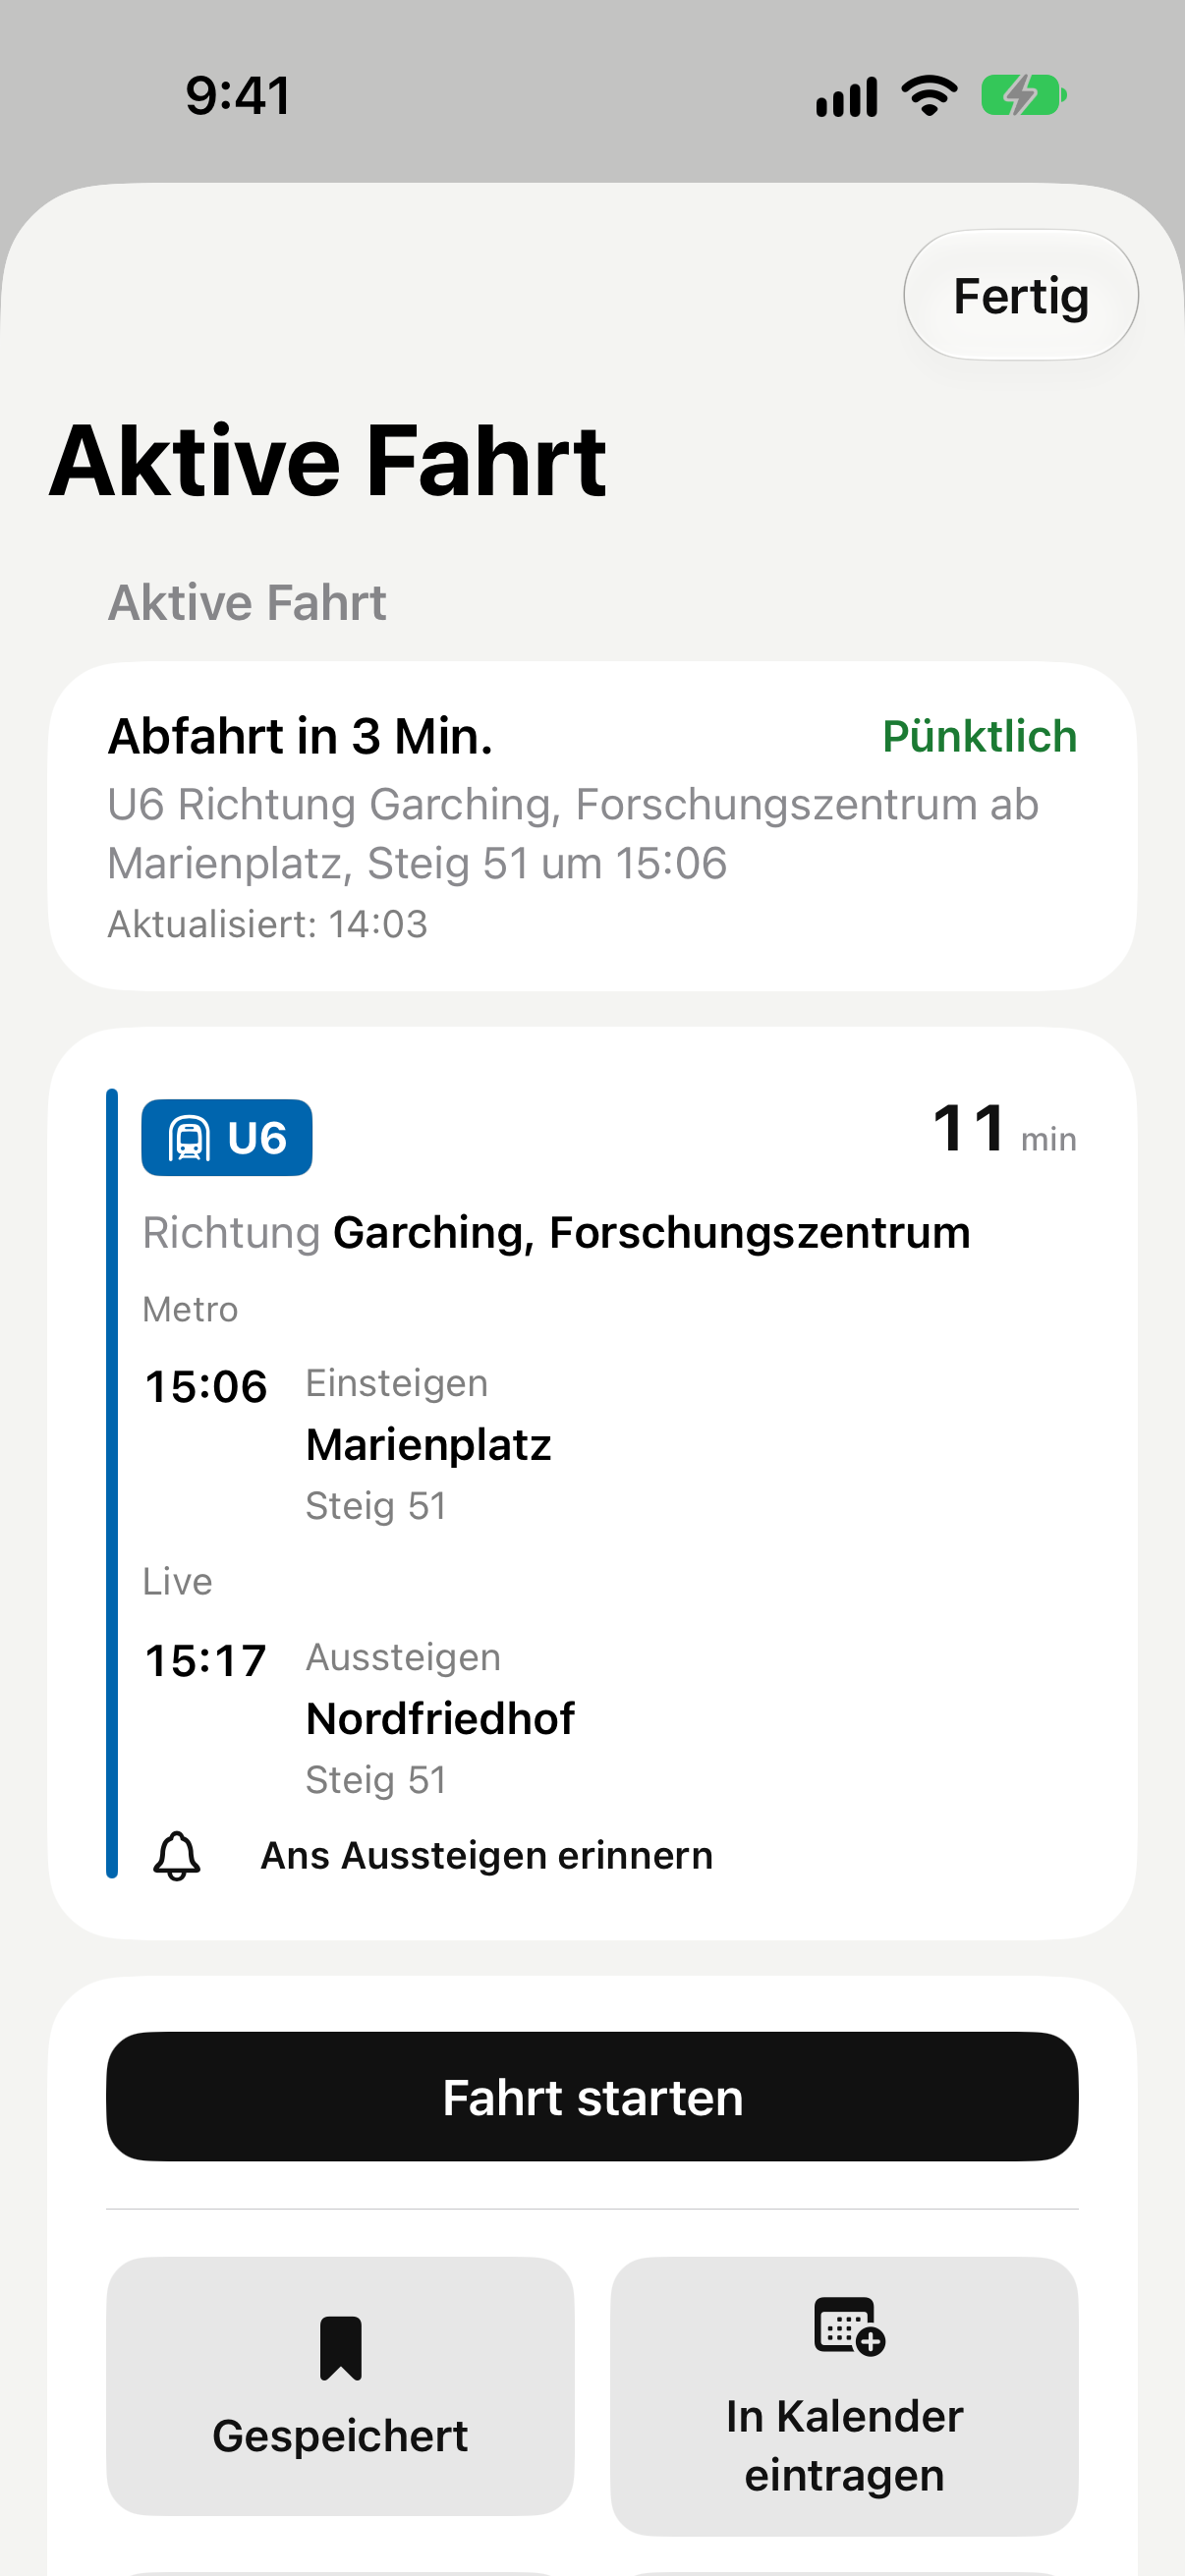 9:41
Fertig
Aktive Fahrt
Aktive Fahrt
Abfahrt in 3 Min.
Pünktlich
U6 Richtung Garching, Forschungszentrum ab
Marienplatz, Steig 51 um 15:06
Aktualisiert: 14:03
U6
11 min
Richtung Garching, Forschungszentrum
Metro
15:06 Einsteigen
Marienplatz
Steig 51
Live
15:17 Aussteigen
Nordfriedhof
Steig 51
Ans Aussteigen erinnern
Fahrt starten
Gespeichert
In Kalender
eintragen